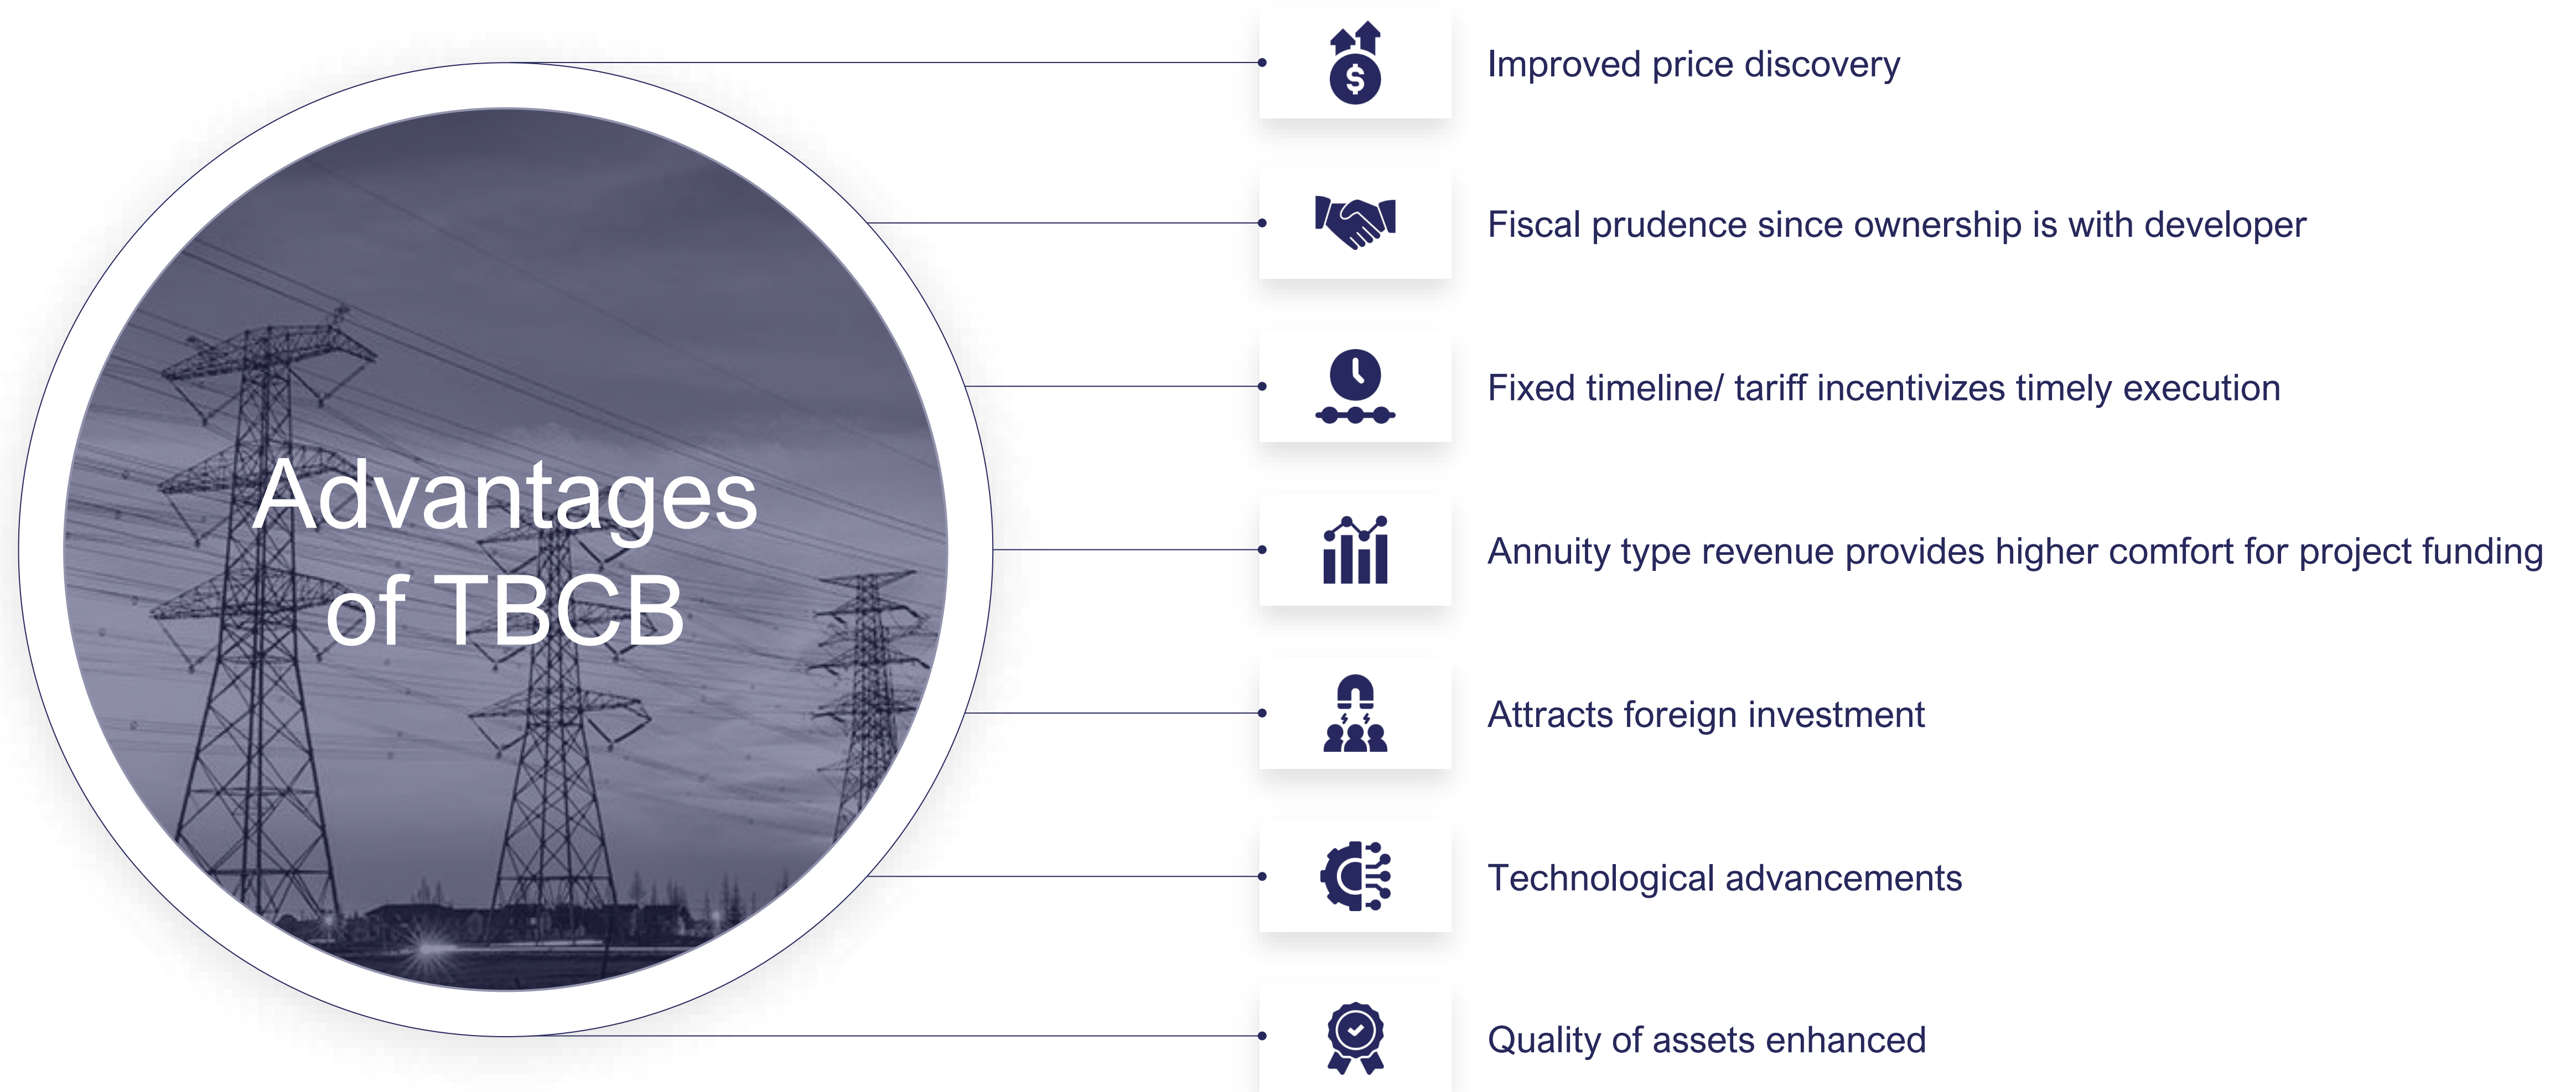 Advantages
of TBCB
Improved price discovery
Fiscal prudence since ownership is with developer
Fixed timeline/ tariff incentivizes timely execution
Annuity type revenue provides higher comfort for project funding
Attracts foreign investment
Technological advancements
Quality of assets enhanced